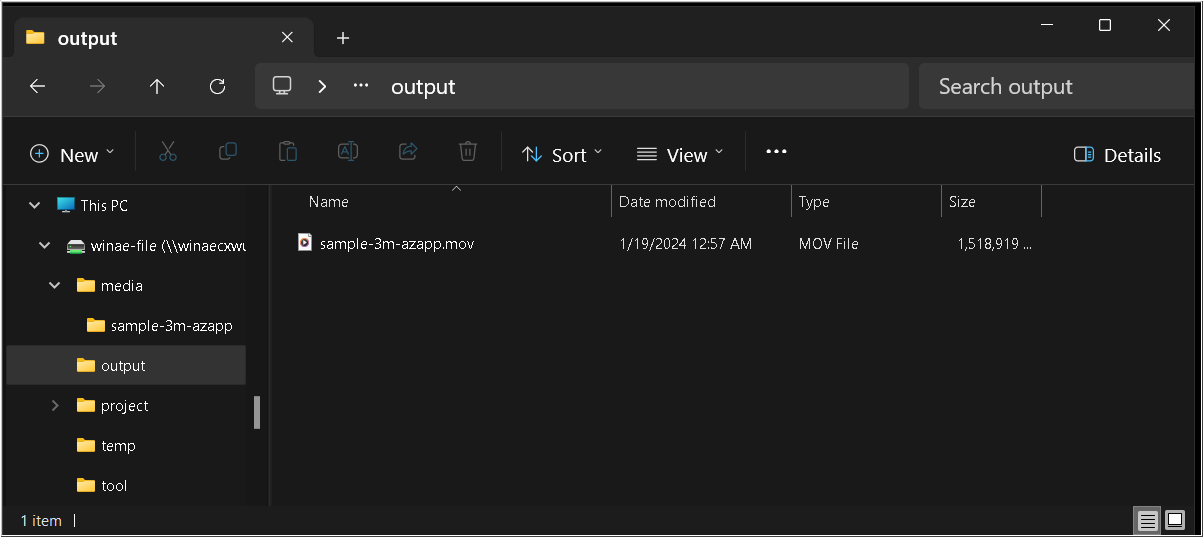 output
output
Search output
New
Sort
View
Details
This PC
winae-file (\\winaecxwu
media
sample-3m-azapp
output
project
temp
tool
Name Date modified Type Size
sample-3m-azapp.mov 1/19/2024 12:57 AM MOV File 1,518,919 ...
1 item